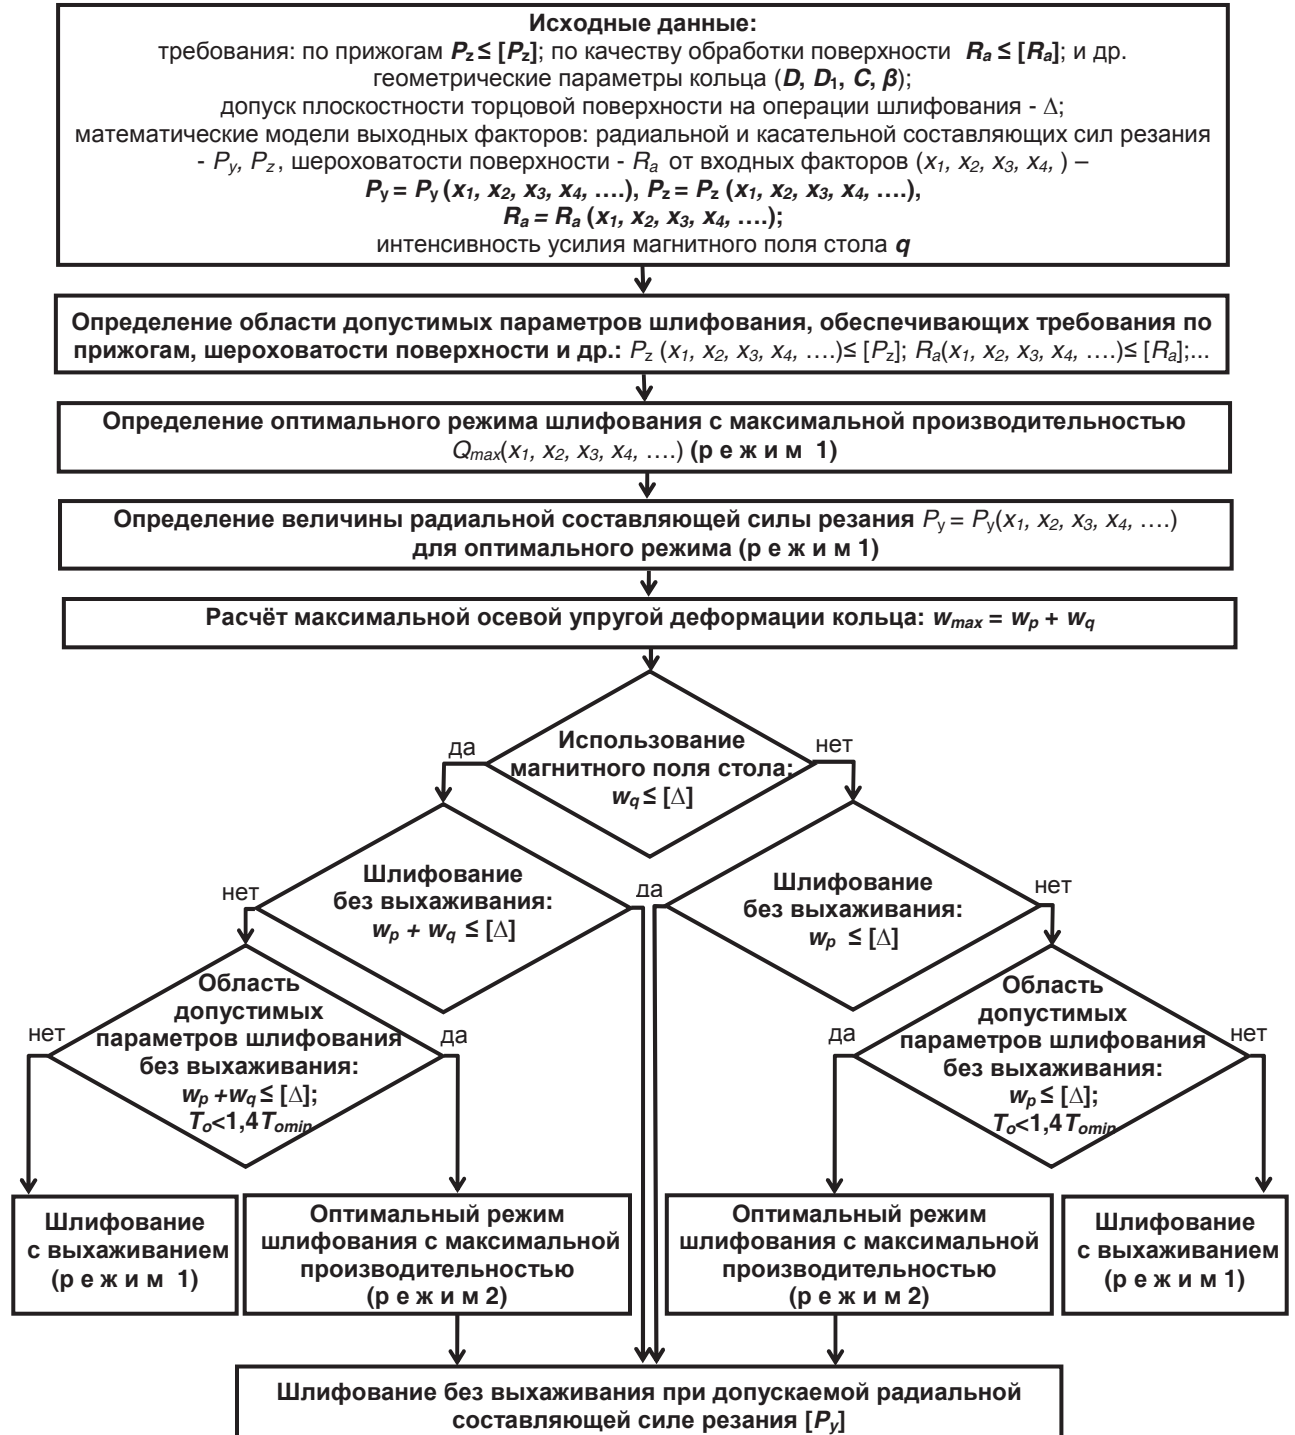 Исходные данные:
требования: по прижогам Pz ≤ [Pz]; по качеству обработки поверхности Ra ≤ [Ra]; и др.
геометрические параметры кольца (D, D1, C, β);
допуск плоскостности торцовой поверхности на операции шлифования - Δ;
математические модели выходных факторов: радиальной и касательной составляющих сил резания
- Py, Pz, шероховатости поверхности - Ra от входных факторов (x1, x2, x3, x4, ) –
Py = Py (x1, x2, x3, x4, ….), Pz = Pz (x1, x2, x3, x4, ….),
Ra = Ra (x1, x2, x3, x4, ….);
интенсивность усилия магнитного поля стола q
Определение области допустимых параметров шлифования, обеспечивающих требования по
прижогам, шероховатости поверхности и др.: Pz (x1, x2, x3, x4, ….)≤ [Pz]; Ra(x1, x2, x3, x4, ….)≤ [Ra];...
Определение оптимального режима шлифования с максимальной производительностью
Qmax(x1, x2, x3, x4, ….) (р е ж и м 1)
Определение величины радиальной составляющей силы резания Py = Py(x1, x2, x3, x4, ….)
для оптимального режима (р е ж и м 1)
Расчёт максимальной осевой упругой деформации кольца: wmax = wp + wq
да
Использование
магнитного поля стола:
wq ≤ [Δ]
нет
нет
Шлифование
без выхаживания:
wp + wq ≤ [Δ]
да
Шлифование
без выхаживания:
wp ≤ [Δ]
нет
нет
Область
допустимых
параметров шлифования
без выхаживания:
wp +wq ≤ [Δ];
To<1,4Tomin
да
да
Область
допустимых
параметров шлифования
без выхаживания:
wp ≤ [Δ];
To<1,4Tomin
нет
Шлифование
с выхаживанием
(р е ж и м 1)
Оптимальный режим
шлифования с максимальной
производительностью
(р е ж и м 2)
Оптимальный режим
шлифования с максимальной
производительностью
(р е ж и м 2)
Шлифование
с выхаживанием
(р е ж и м 1)
Шлифование без выхаживания при допускаемой радиальной
составляющей силе резания [Py]